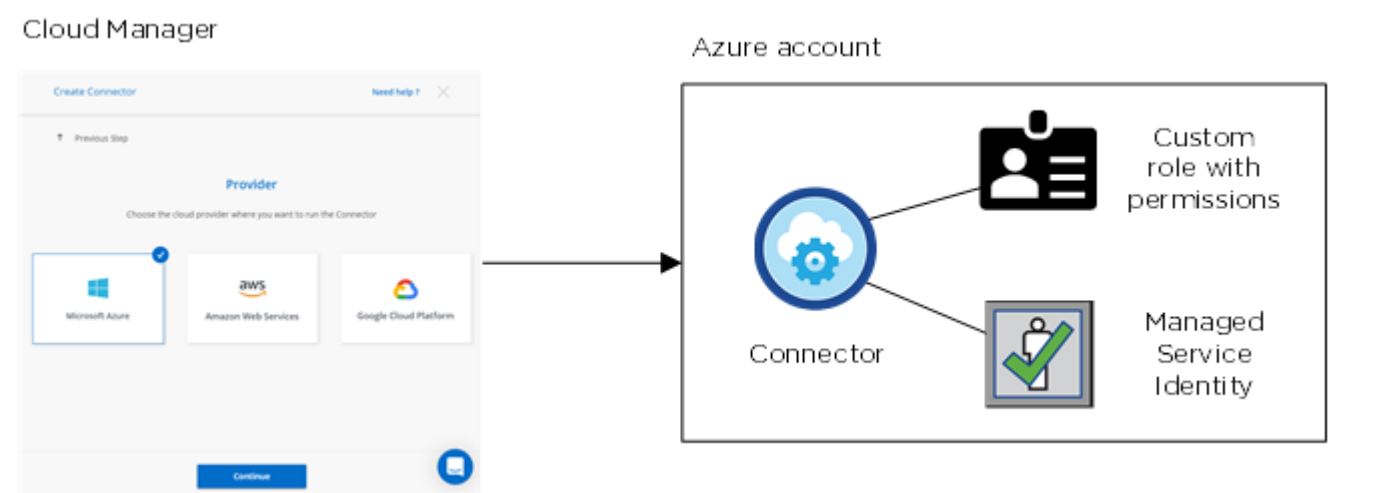 Cloud Manager
Azure account
Create Connector
Need help ?
Previous Step
Provider
Choose the cloud provider where you want to run the Connector
aws
Microsoft Azure
Amazon Web Services
Google Cloud Platform
Continue
Connector
Custom
role with
permissions
Managed
Service
Identity